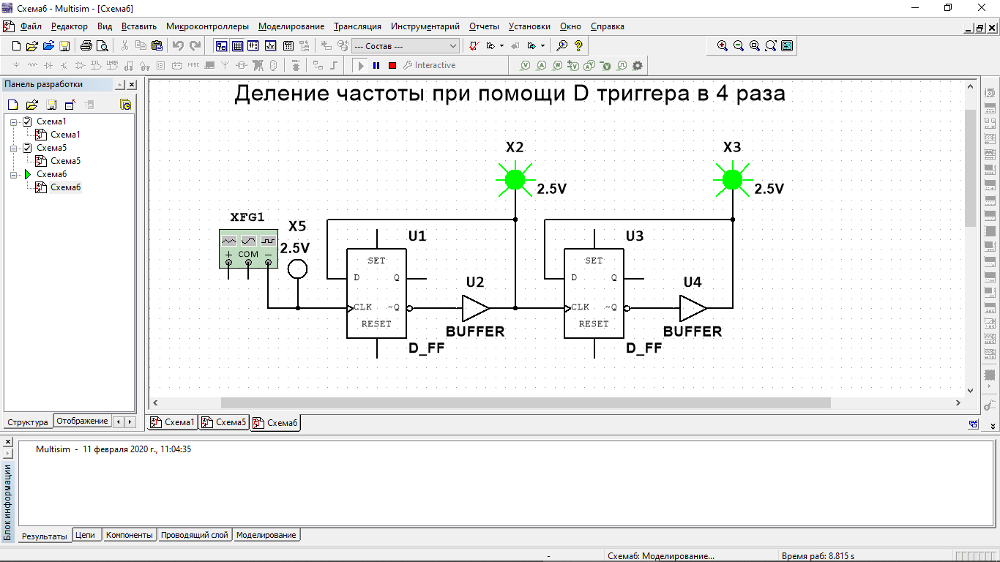 Схема6 - Multisim - [Схема6]
Файл Редактор Вид Вставить Микроконтроллеры Моделирование Трансляция Инструментарий Отчеты Установки Окно Справка
--- Состав ---
MISC
Interactive
Панель разработки
Схема1
Схема1
Схема5
Схема5
Схема6
Схема6
Структура Отображение
Деление частоты при помощи D триггера в 4 раза
X2
X3
2.5V
2.5V
XFG1
X5
2.5V
+ COM −
U1
U3
SET
SET
D Q
D Q
U2
U4
CLK ~Q
CLK ~Q
RESET
RESET
BUFFER
BUFFER
D_FF
D_FF
Схема1 Схема5 Схема6
Multisim - 11 февраля 2020 г., 11:04:35
Блок информации
Результаты Цепи Компоненты Проводящий слой Моделирование
- Схема6: Моделирование... Время раб: 8.815 s